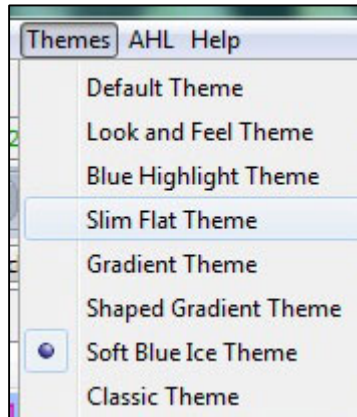 Themes AHL Help
Default Theme
Look and Feel Theme
Blue Highlight Theme
Slim Flat Theme
Gradient Theme
Shaped Gradient Theme
Soft Blue Ice Theme
Classic Theme